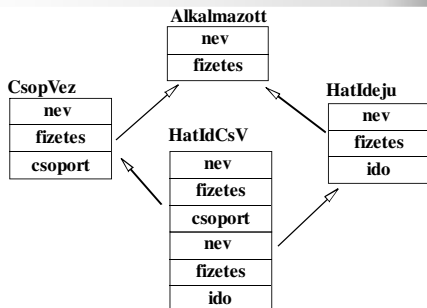 Alkalmazott
nev
fizetes
CsopVez
nev
fizetes
csoport
HatIdCsV
nev
fizetes
csoport
nev
fizetes
ido
HatIdeju
nev
fizetes
ido